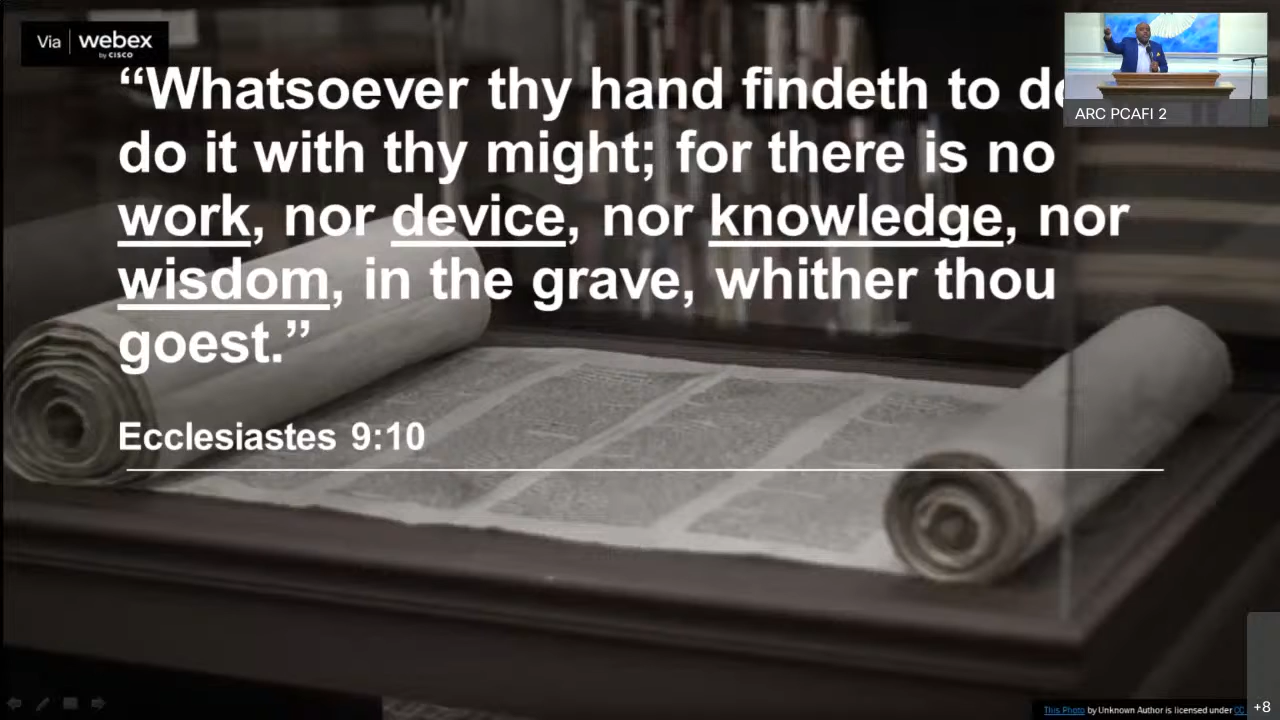 Via webex
by CISCO
“Whatsoever thy hand findeth to do
do it with thy might; for there is no
work, nor device, nor knowledge, nor
wisdom, in the grave, whither thou
goest.”
Ecclesiastes 9:10
ARC PCAFI 2
This Photo by Unknown Author is licensed under CC
+8